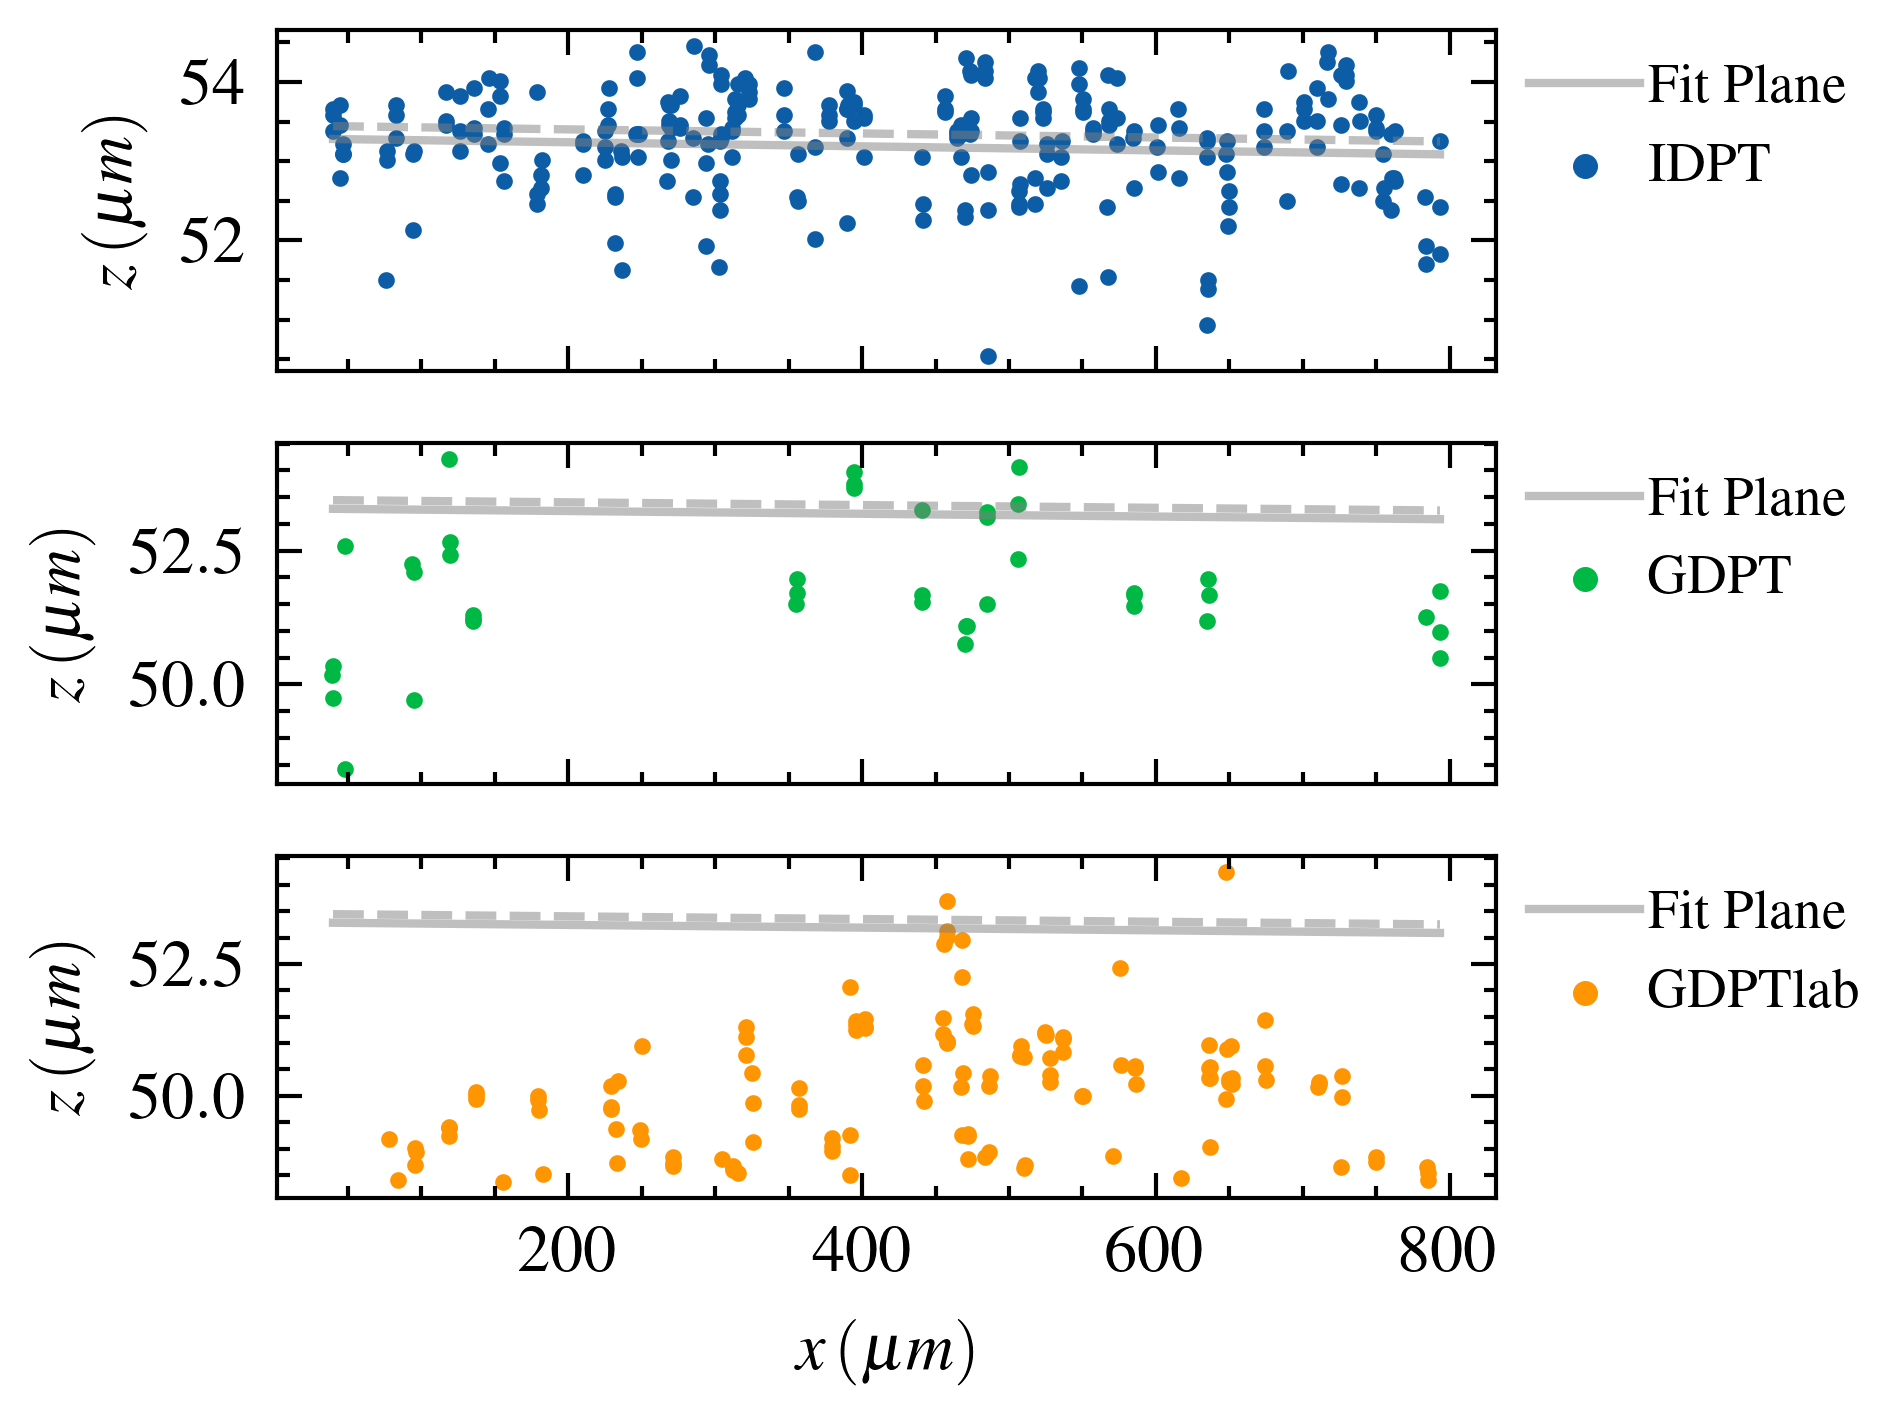 54
52
z (μm)
Fit Plane
IDPT
52.5
50.0
z (μm)
Fit Plane
GDPT
52.5
50.0
z (μm)
Fit Plane
GDPTlab
200 400 600 800
x (μm)